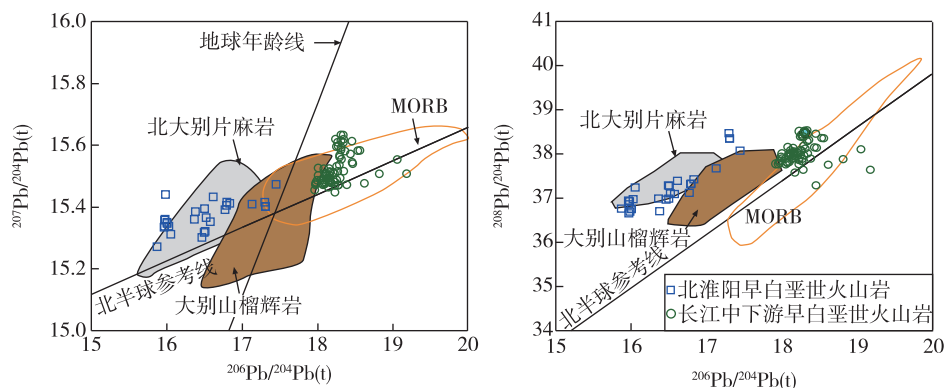 16.0
15.8
15.6
15.4
15.2
15.0
²⁰⁷Pb/²⁰⁴Pb(t)
地球年龄线
MORB
北大别片麻岩
大别山榴辉岩
北半球参考线
15 16 17 18 19 20
²⁰⁶Pb/²⁰⁴Pb(t)
41
40
39
38
37
36
34
²⁰⁸Pb/²⁰⁴Pb(t)
北大别片麻岩
大别山榴辉岩
MORB
北半球参考线
北淮阳早白垩世火山岩
长江中下游早白垩世火山岩
15 16 17 18 19 20
²⁰⁶Pb/²⁰⁴Pb(t)